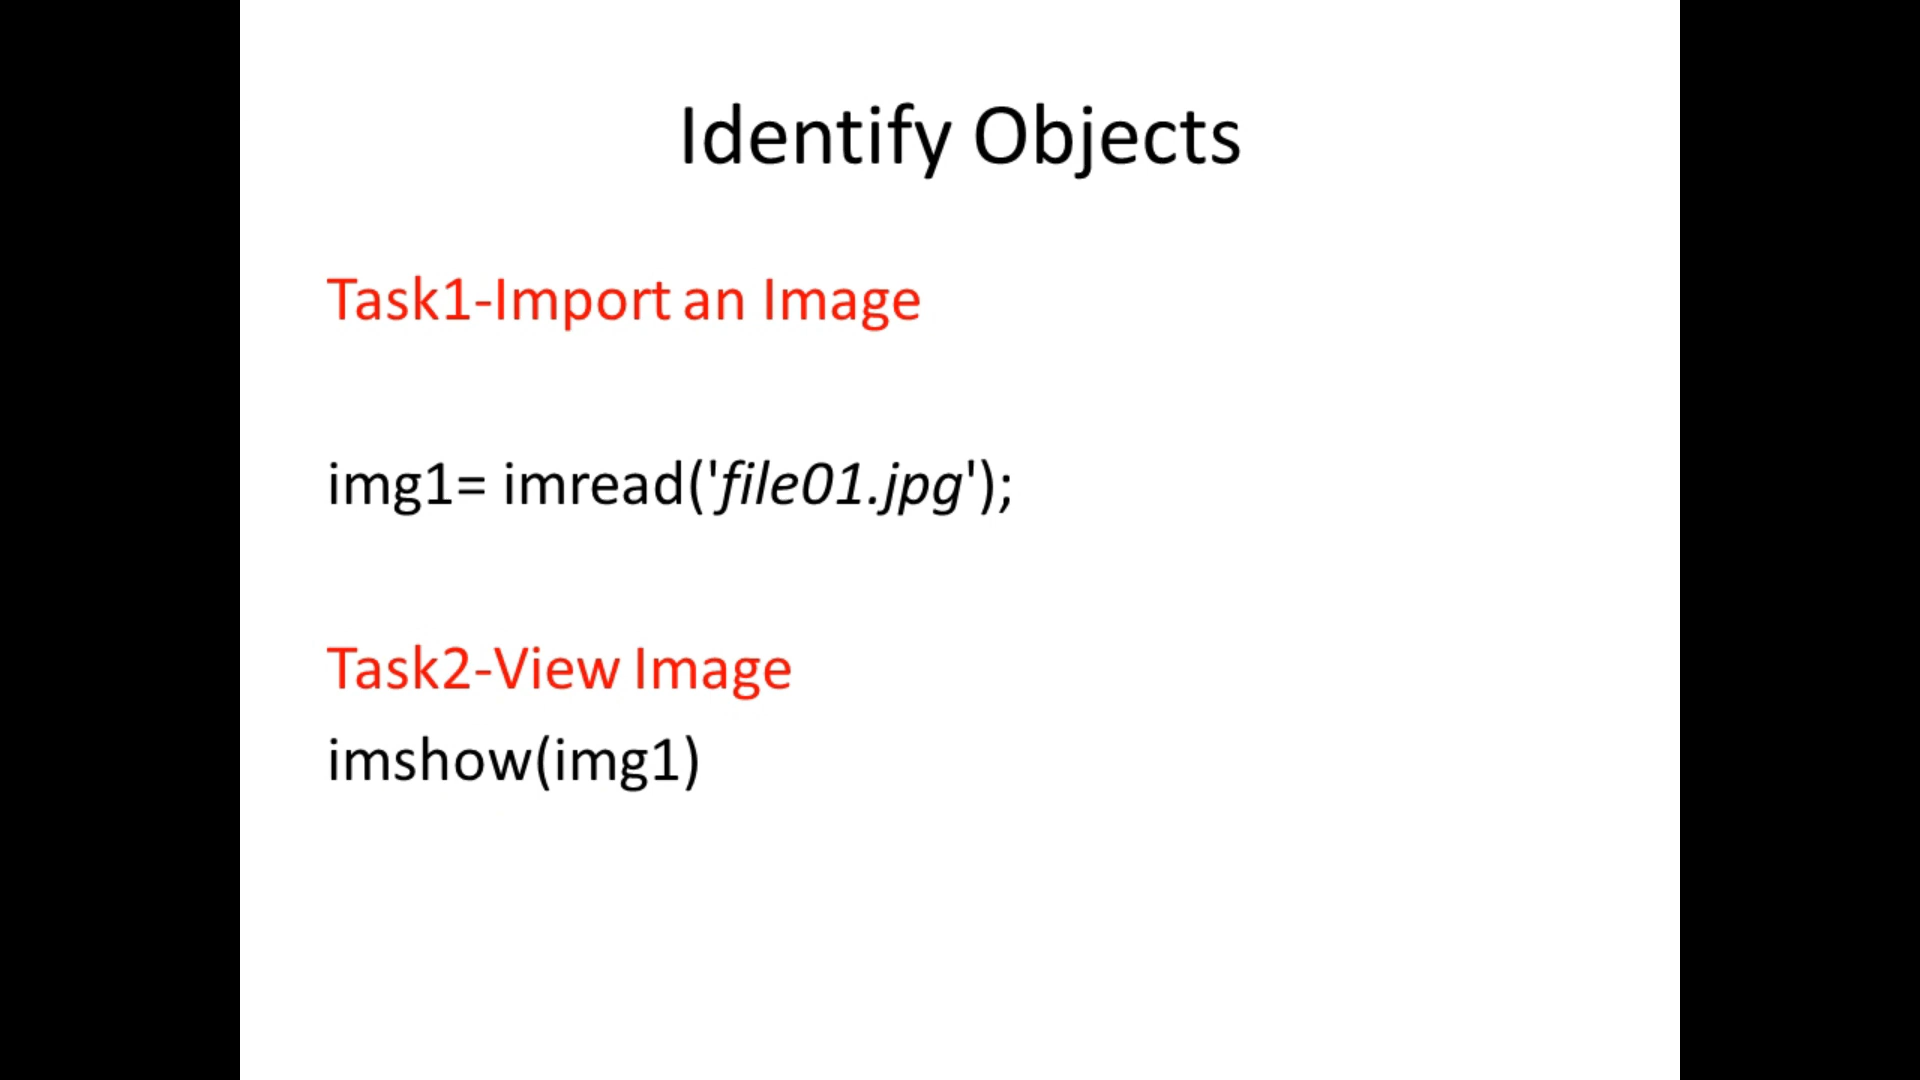 Identify Objects
Task1-Import an Image
img1= imread('file01.jpg');
Task2-View Image
imshow(img1)